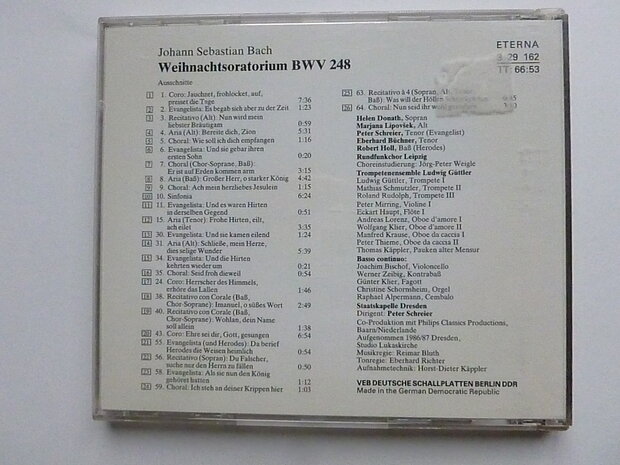 Johann Sebastian Bach
Weihnachtsoratorium BWV 248
Ausschnitte
1 1. Coro: Jauchzet, frohlocket, auf,
preiset die Tage 7:36
2 2. Evangelista: Es begab sich aber zu der Zeit 1:23
3 3. Recitativ (Alt): Nun wird mein
liebster Bräutgam 0:59
4 4. Aria (Alt): Bereite dich, Zion 5:31
5 5. Choral: Wie soll ich dich empfangen 1:16
6 6. Evangelista: Und sie gebar ihren
ersten Sohn 0:20
7 7. Choral (Chor-Soprane, Baß):
Er ist auf Erden kommen arm 3:15
8 8. Aria (Baß): Großer Herr, o starker König 4:42
9 9. Choral: Ach mein herzliebes Jesulein 1:15
10 10. Sinfonia 6:24
11 11. Evangelista: Und es waren Hirten
in derselben Gegend 0:51
12 15. Aria (Tenor): Frohe Hirten, eilt,
ach eilet 3:35
13 30. Evangelista: Und sie kamen eilend 1:24
14 31. Aria (Alt): Schließe, mein Herze,
dies selige Wunder 5:39
15 34. Evangelista: Und die Hirten
kehrten wieder um 0:21
16 35. Choral: Seid froh dieweil 0:54
17 24. Coro: Herrscher des Himmels,
erhöre das Lallen 1:46
18 38. Recitativo con Corale (Baß,
Chor-Soprane): Imanuel, o süßes Wort 2:49
19 40. Recitativo con Corale (Baß,
Chor-Soprane): Wohlan, dein Name
soll allein 1:38
20 43. Coro: Ehre sei dir, Gott, gesungen 6:54
21 55. Evangelista (und Herodes): Da berief
Herodes die Weisen heimlich 0:54
22 56. Recitativo (Sopran): Du Falscher,
suche nur den Herrn zu fällen 0:50
23 58. Evangelista: Als sie nun den König
gehöret hatten 1:12
24 59. Choral: Ich steh an deiner Krippen hier 1:03
ETERNA
3 29 162
TT: 66:53
25 63. Recitativo à 4 (Sopran, Alt, Tenor,
Baß): Was will der Höllen
26 64. Choral: Nun seid ihr wohl
Helen Donath, Sopran
Marjana Lipovšek, Alt
Peter Schreier, Tenor (Evangelist)
Eberhard Büchner, Tenor
Robert Holl, Baß (Herodes)
Rundfunkchor Leipzig
Choreinstudierung: Jörg-Peter Weigle
Trompetenensemble Ludwig Güttler
Ludwig Güttler, Trompete I
Mathias Schmutzler, Trompete II
Roland Rudolph, Trompete III
Peter Mirring, Violine I
Eckart Haupt, Flöte I
Andreas Lorenz, Oboe d'amore I
Wolfgang Klier, Oboe d'amore II
Manfred Krause, Oboe da caccia I
Peter Thieme, Oboe da caccia II
Thomas Käppler, Pauken alter Mensur
Basso continuo:
Joachim Bischof, Violoncello
Werner Zeibig, Kontrabaß
Günter Klier, Fagott
Christine Schornsheim, Orgel
Raphael Alpermann, Cembalo
Staatskapelle Dresden
Dirigent: Peter Schreier
Co-Produktion mit Philips Classics Productions,
Baarn/Niederlande
Aufgenommen 1986/87 Dresden,
Studio Lukaskirche
Musikregie: Reimar Bluth
Tonregie: Eberhard Richter
Aufnahmetechnik: Horst-Dieter Käppler
VEB DEUTSCHE SCHALLPLATTEN BERLIN DDR
Made in the German Democratic Republic